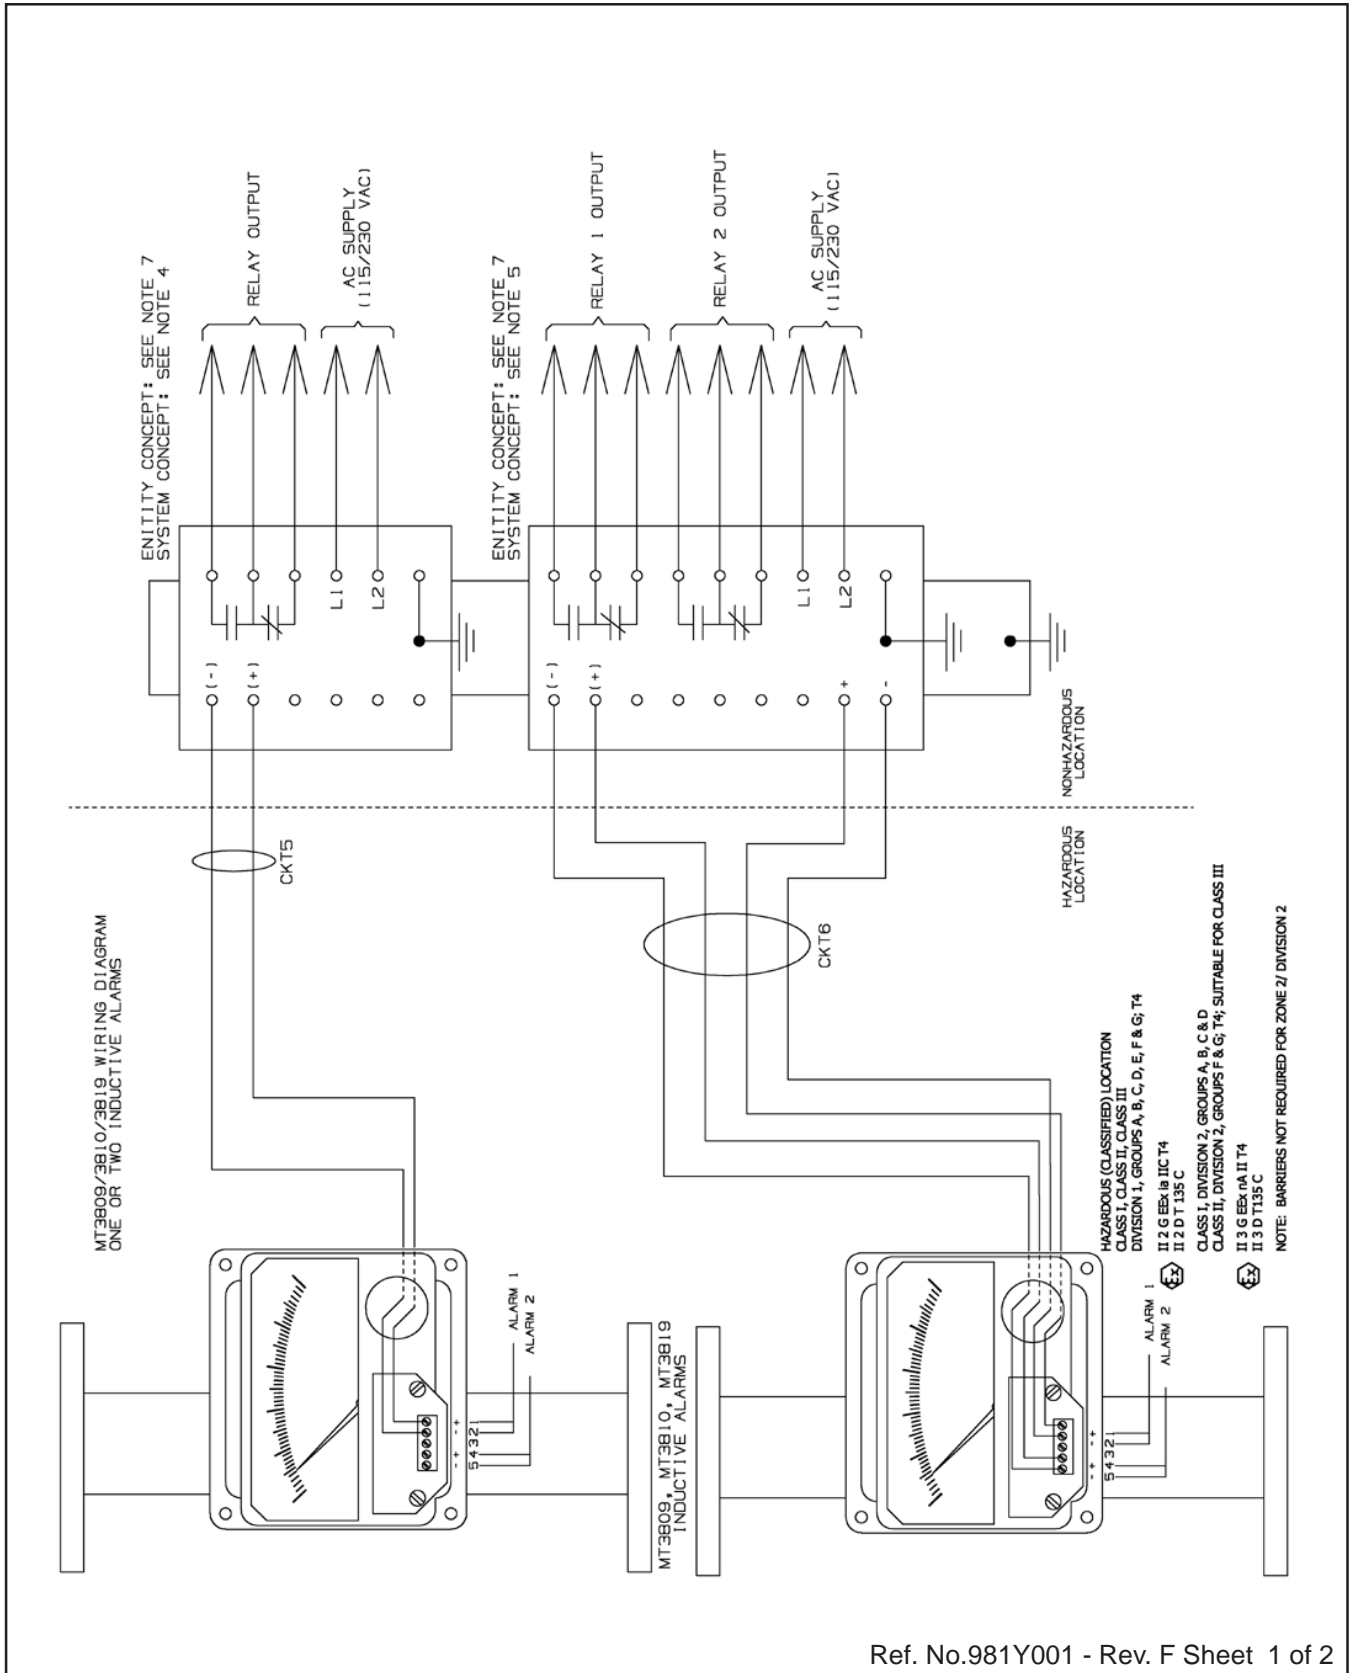 MT3809/3810/3819 WIRING DIAGRAM
ONE OR TWO INDUCTIVE ALARMS
ENITITY CONCEPT: SEE NOTE 7
SYSTEM CONCEPT: SEE NOTE 4
RELAY OUTPUT
AC SUPPLY
(115/230 VAC)
(-)
(+)
L1
L2
CKT5
ALARM 1
ALARM 2
- + - +
5 4 3 2 1
MT3809, MT3810, MT3819
INDUCTIVE ALARMS
ENITITY CONCEPT: SEE NOTE 7
SYSTEM CONCEPT: SEE NOTE 5
RELAY 1 OUTPUT
RELAY 2 OUTPUT
AC SUPPLY
(115/230 VAC)
(-)
(+)
L1
L2
+
-
CKT6
NONHAZARDOUS
LOCATION
HAZARDOUS
LOCATION
ALARM 1
ALARM 2
- + - +
5 4 3 2 1
HAZARDOUS (CLASSIFIED) LOCATION
CLASS I, CLASS II, CLASS III
DIVISION 1, GROUPS A, B, C, D, E, F & G; T4
Ex
II 2 G EEx ia IIC T4
II 2 D T 135 C
CLASS I, DIVISION 2, GROUPS A, B, C & D
CLASS II, DIVISION 2, GROUPS F & G; T4; SUITABLE FOR CLASS III
Ex
II 3 G EEx nA II T4
II 3 D T135 C
NOTE: BARRIERS NOT REQUIRED FOR ZONE 2/ DIVISION 2
Ref. No.981Y001 - Rev. F Sheet 1 of 2